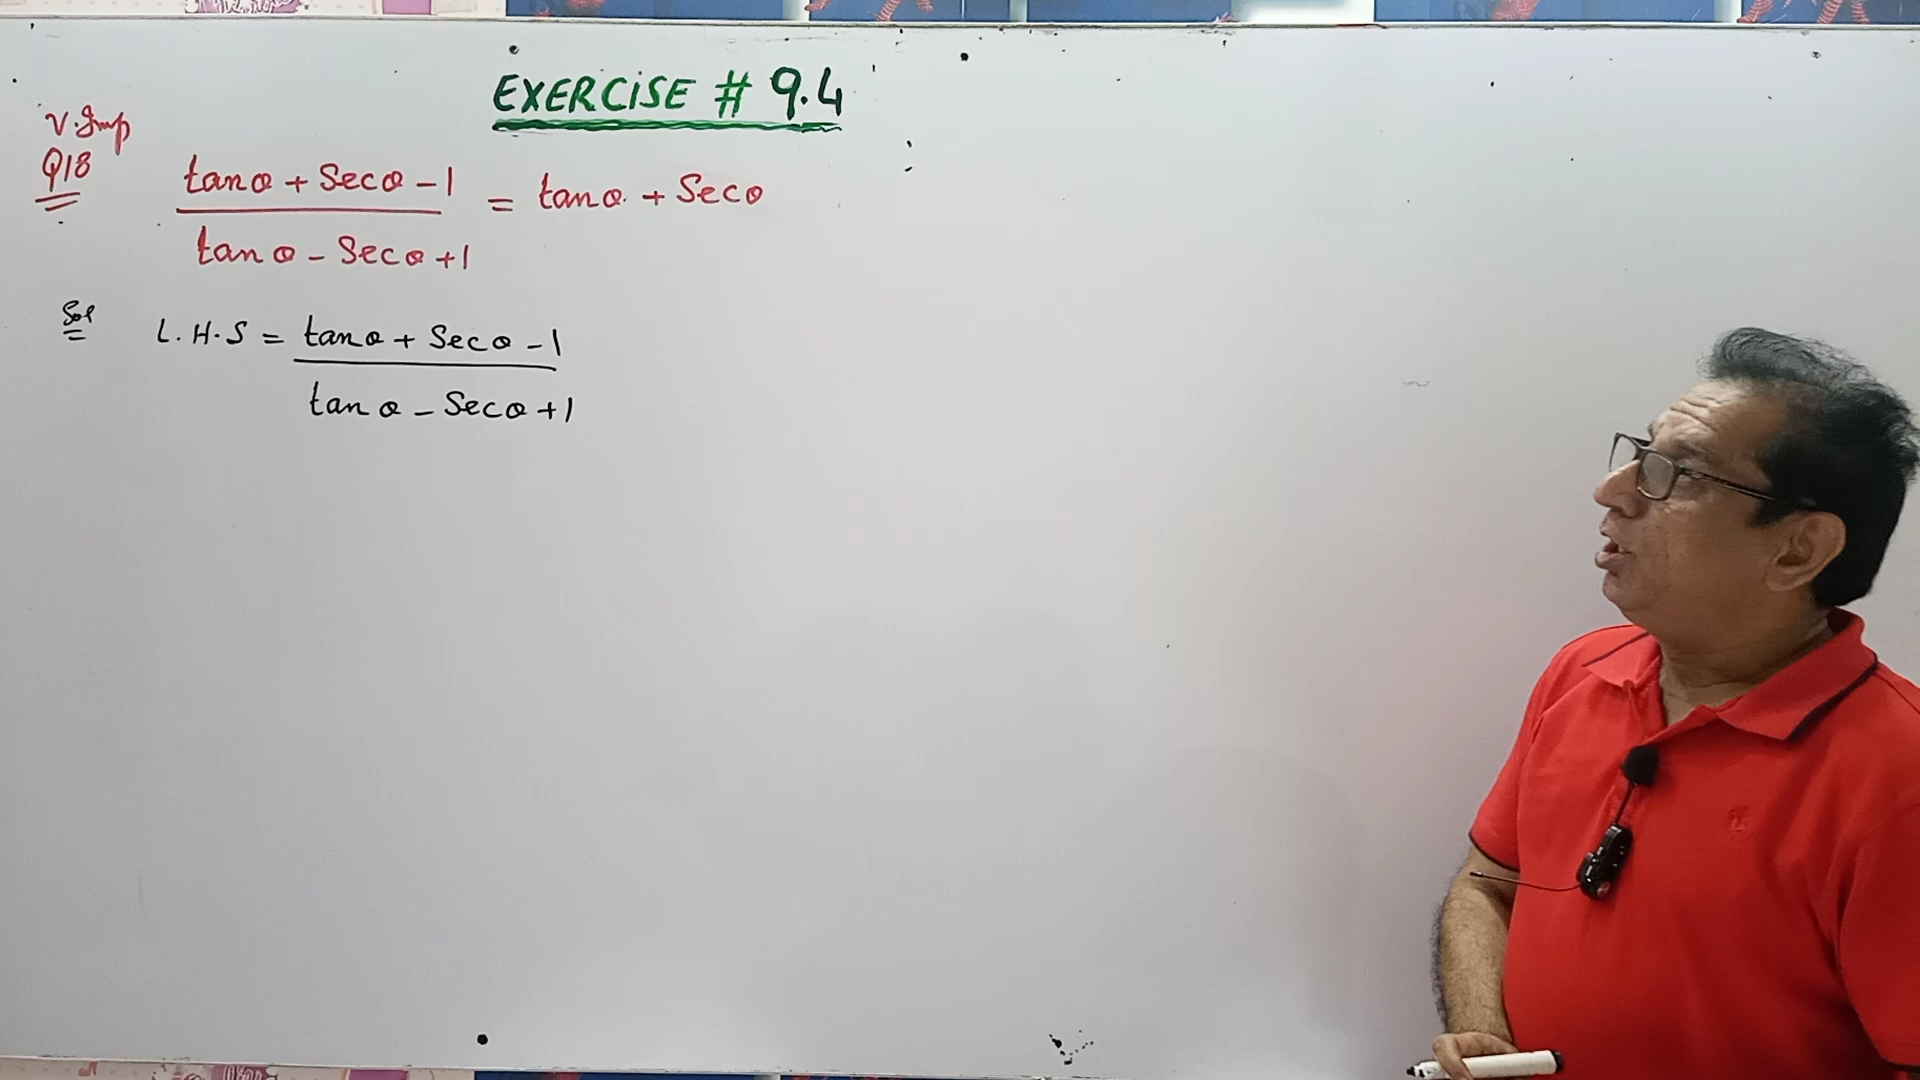 EXERCISE # 9.4
V.Imp
Q18
tanθ + Secθ - 1 = tanθ + Secθ
tanθ - Secθ + 1
Sol
L.H.S = tanθ + Secθ - 1
tanθ - Secθ + 1